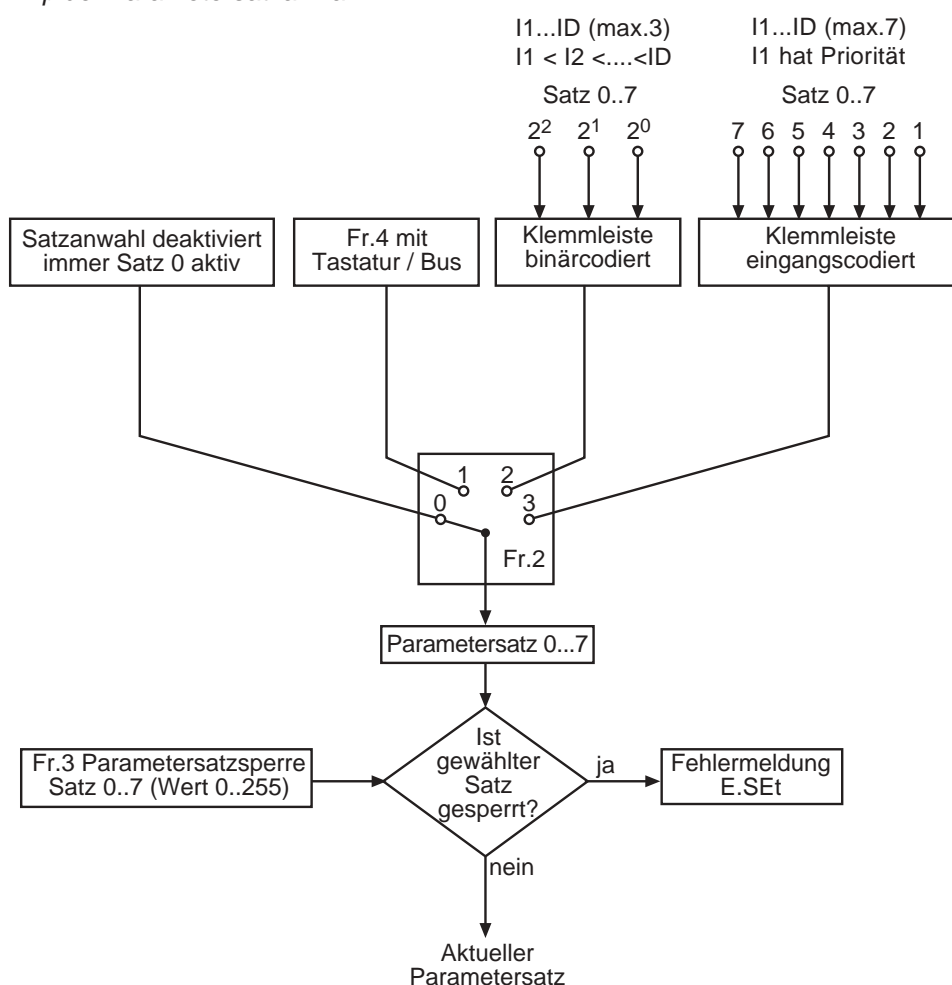 I1...ID (max.3)
I1 < I2 <....<ID
Satz 0..7
2² 2¹ 2⁰
I1...ID (max.7)
I1 hat Priorität
Satz 0..7
7 6 5 4 3 2 1
Satzanwahl deaktiviert
immer Satz 0 aktiv
Fr.4 mit
Tastatur / Bus
Klemmleiste
binärcodiert
Klemmleiste
eingangscodiert
0
1
2
3
Fr.2
Parametersatz 0...7
Fr.3 Parametersatzsperre
Satz 0..7 (Wert 0..255)
Ist
gewählter
Satz
gesperrt?
ja
Fehlermeldung
E.SEt
nein
Aktueller
Parametersatz